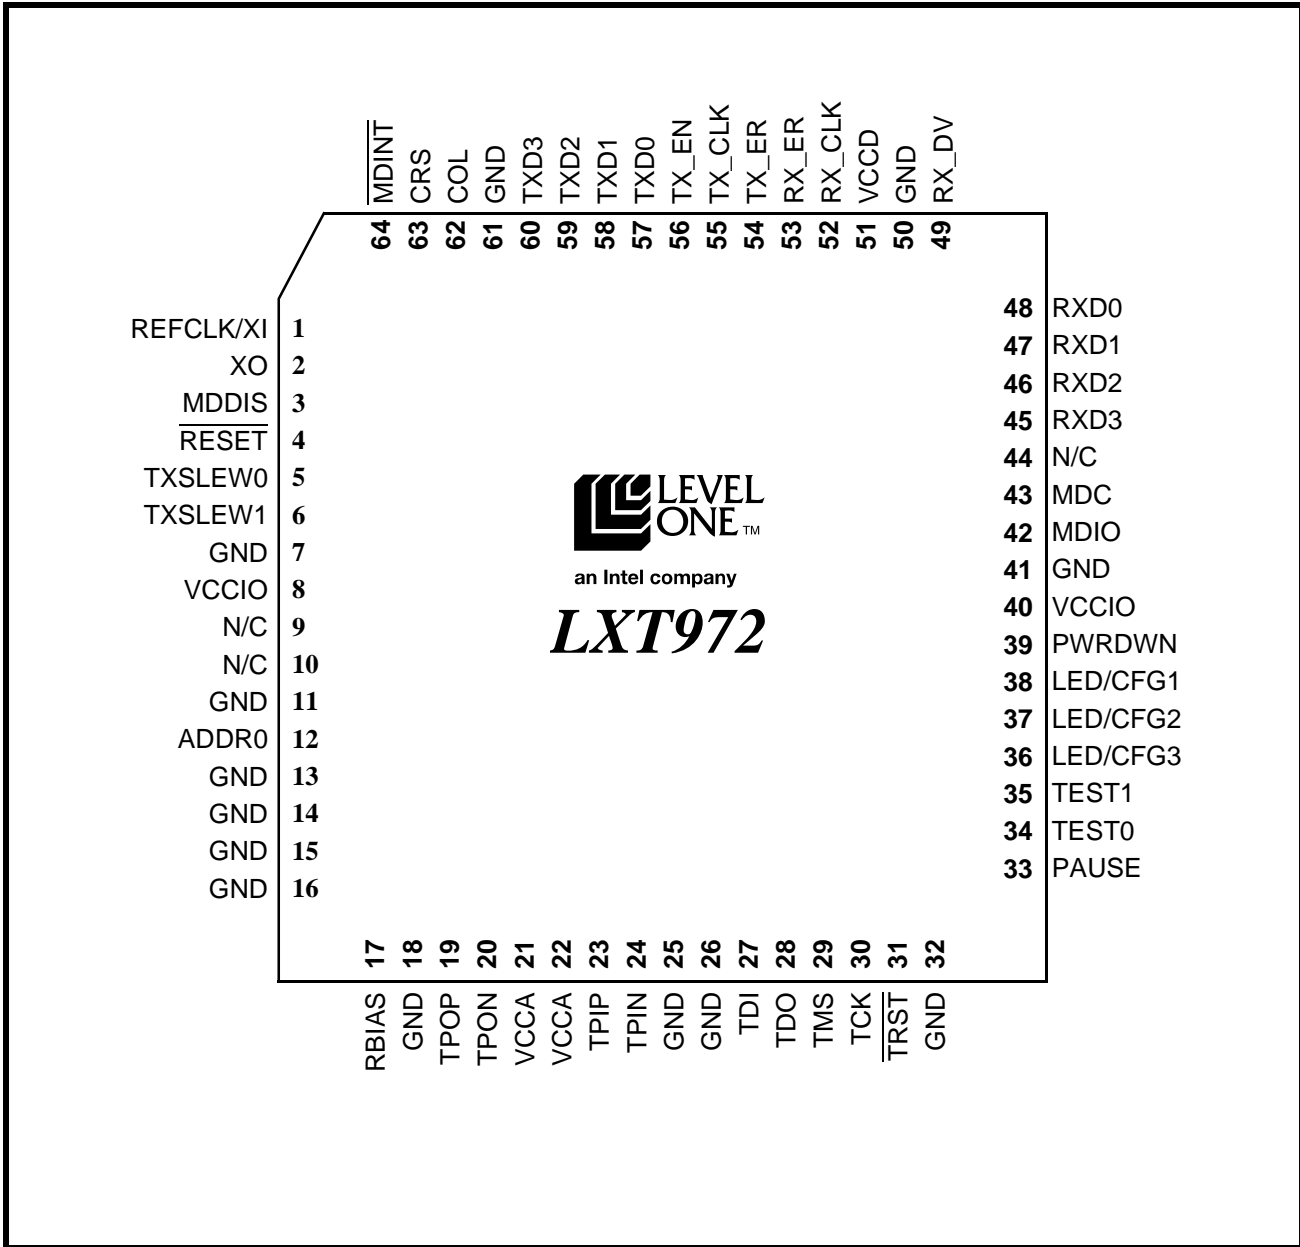 MDINT
CRS
COL
GND
TXD3
TXD2
TXD1
TXD0
TX_EN
TX_CLK
TX_ER
RX_ER
RX_CLK
VCCD
GND
RX_DV
64 63 62 61 60 59 58 57 56 55 54 53 52 51 50 49
REFCLK/XI 1
XO 2
MDDIS 3
RESET 4
TXSLEW0 5
TXSLEW1 6
GND 7
VCCIO 8
N/C 9
N/C 10
GND 11
ADDR0 12
GND 13
GND 14
GND 15
GND 16
LEVEL
ONE™
an Intel company
LXT972
48 RXD0
47 RXD1
46 RXD2
45 RXD3
44 N/C
43 MDC
42 MDIO
41 GND
40 VCCIO
39 PWRDWN
38 LED/CFG1
37 LED/CFG2
36 LED/CFG3
35 TEST1
34 TEST0
33 PAUSE
17 18 19 20 21 22 23 24 25 26 27 28 29 30 31 32
RBIAS
GND
TPOP
TPON
VCCA
VCCA
TPIP
TPIN
GND
GND
TDI
TDO
TMS
TCK
TRST
GND